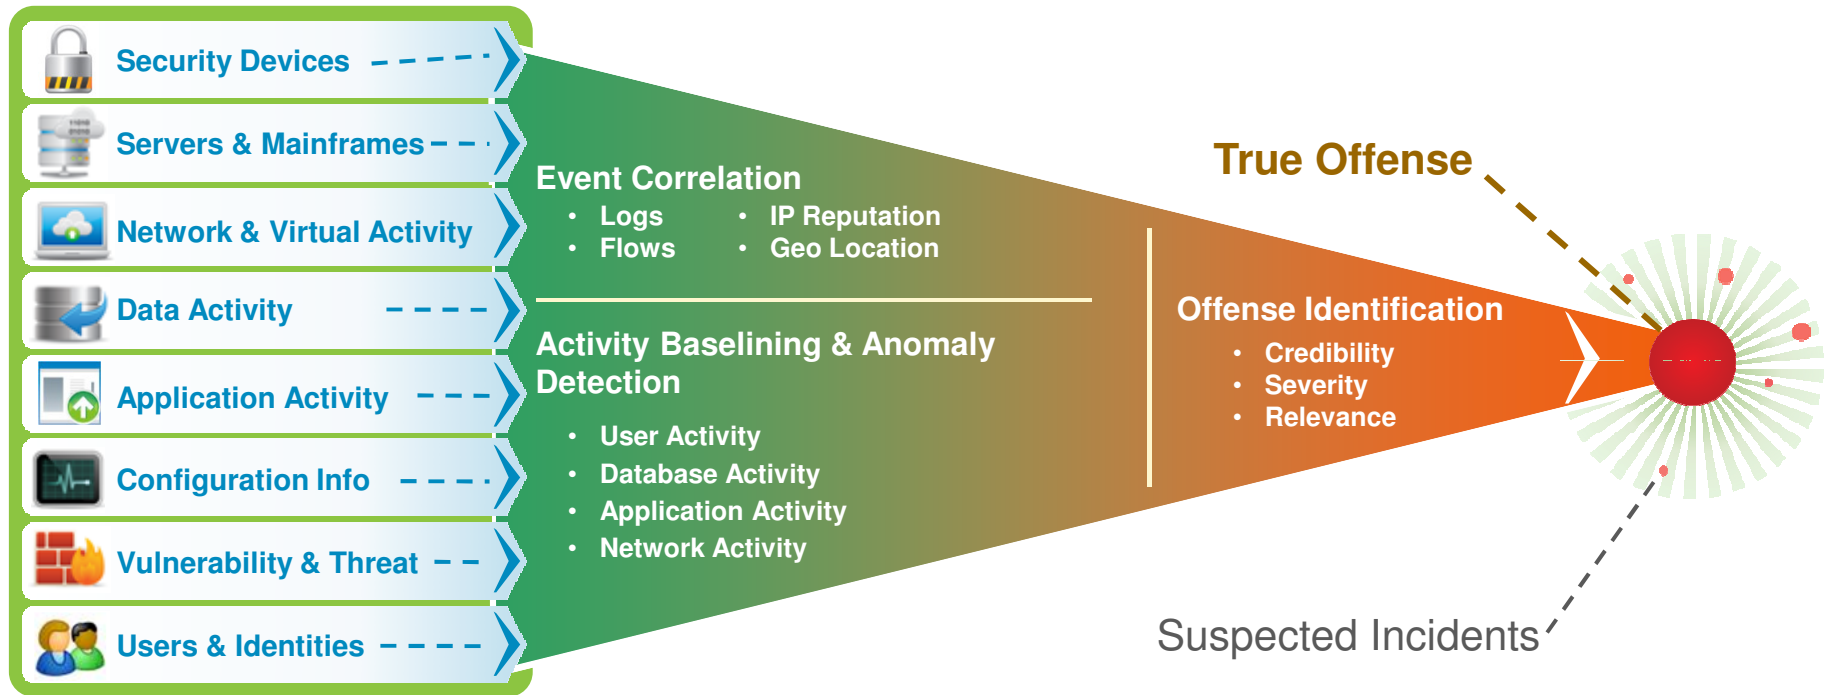 Security Devices
Servers & Mainframes
Network & Virtual Activity
Data Activity
Application Activity
Configuration Info
Vulnerability & Threat
Users & Identities
Event Correlation
• Logs
• Flows
• IP Reputation
• Geo Location
Activity Baselining & Anomaly
Detection
• User Activity
• Database Activity
• Application Activity
• Network Activity
Offense Identification
• Credibility
• Severity
• Relevance
True Offense
Suspected Incidents